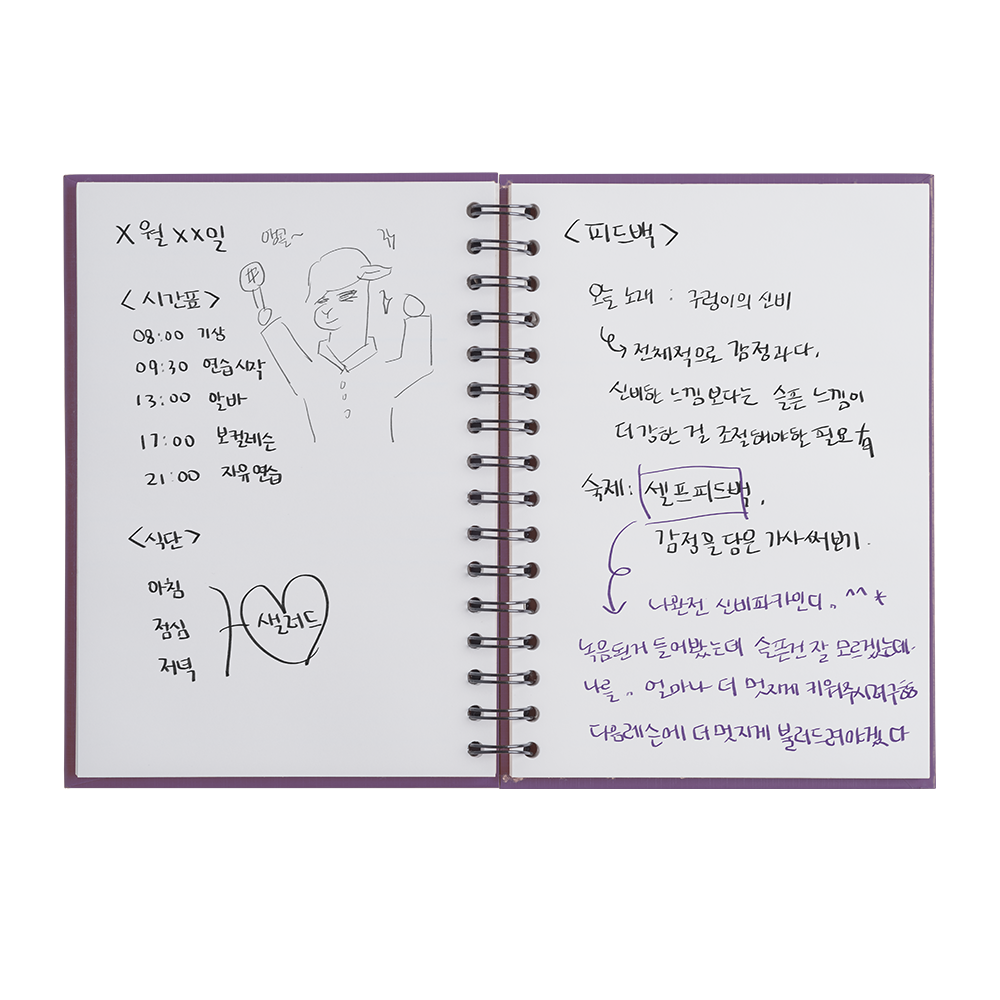 X월 XX일
앵콜~
<시간표>
08:00 기상
09:30 연습시작
13:00 알바
17:00 보컬레슨
21:00 자유연습
<식단>
아침
점심
저녁
샐러드
<피드백>
오늘 노래 : 구렁이의 신비
전체적으로 감정과다.
신비한 느낌보다는 슬픈 느낌이
더 강한 걸 조절해야한 필요有
숙제: 셀프피드백.
감정을 담은 가사써보기.
나완전 신비파카인디。^^*
녹음된거 들어봤는데 슬픈건 잘 모르겠는데.
나를。얼마나 더 멋지게 키워주시려구
다음레슨에 더멋지게 불러드려야겠다